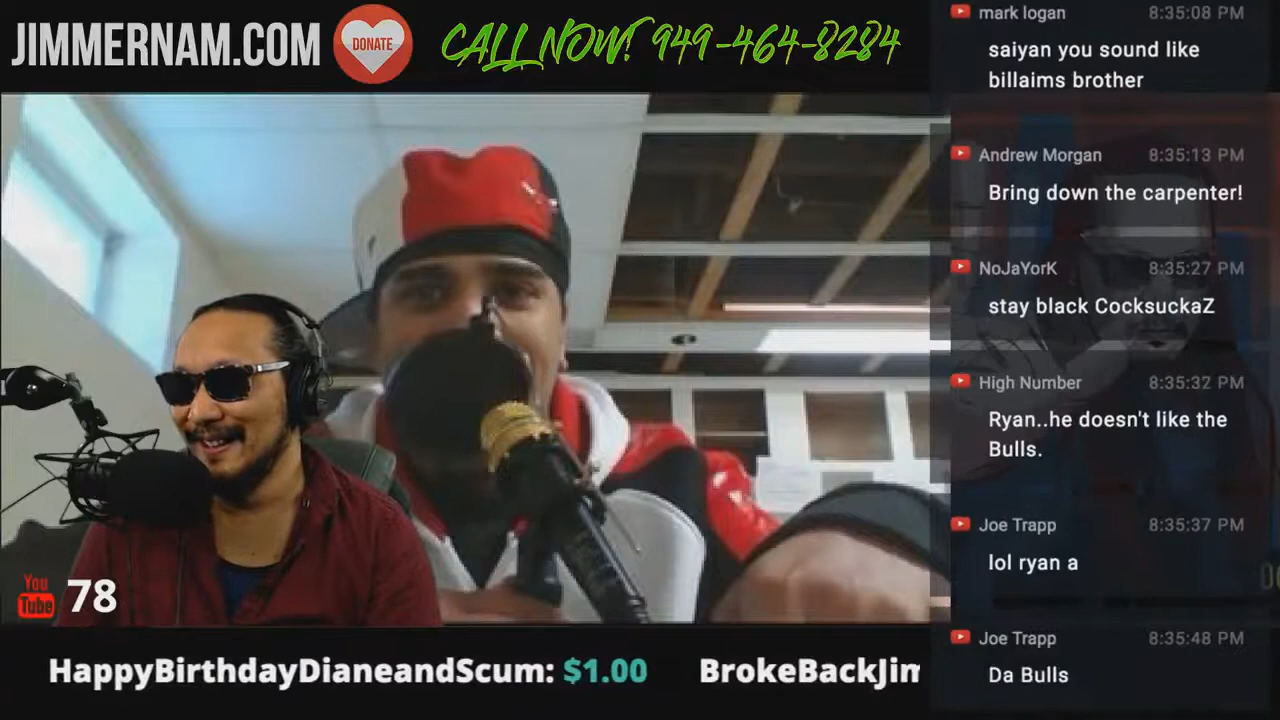 JIMMERNAM.COM
DONATE
CALL NOW! 949-464-8284
mark logan 8:35:08 PM
saiyan you sound like
billaims brother
Andrew Morgan 8:35:13 PM
Bring down the carpenter!
NoJaYorK 8:35:27 PM
stay black CocksuckaZ
High Number 8:35:32 PM
Ryan..he doesn't like the
Bulls.
Joe Trapp 8:35:37 PM
lol ryan a
Joe Trapp 8:35:48 PM
Da Bulls
You
Tube
78
HappyBirthdayDianeandScum: $1.00
BrokeBackJim